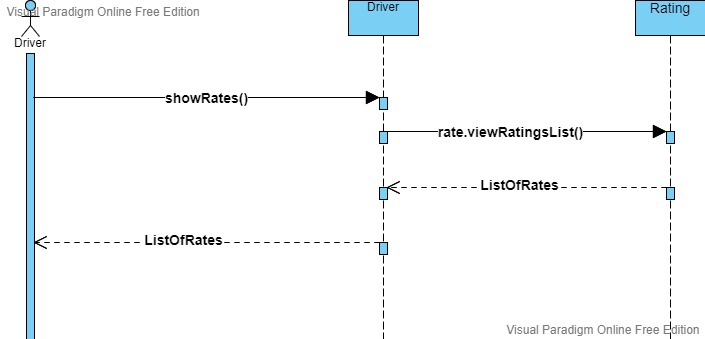 Visual Paradigm Online Free Edition
Driver
Driver
Rating
showRates()
rate.viewRatingsList()
ListOfRates
ListOfRates
Visual Paradigm Online Free Edition